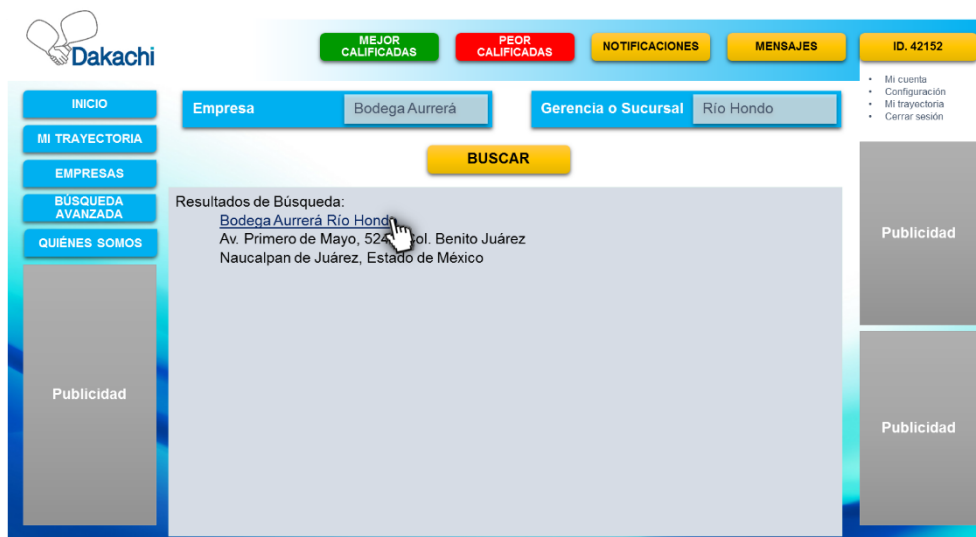 Dakachi
MEJOR
CALIFICADAS
PEOR
CALIFICADAS
NOTIFICACIONES
MENSAJES
ID. 42152
• Mi cuenta
• Configuración
• Mi trayectoria
• Cerrar sesión
INICIO
MI TRAYECTORIA
EMPRESAS
BÚSQUEDA
AVANZADA
QUIÉNES SOMOS
Empresa Bodega Aurrerá
Gerencia o Sucursal Río Hondo
BUSCAR
Resultados de Búsqueda:
Bodega Aurrerá Río Hondo
Av. Primero de Mayo, Col. Benito Juárez
Naucalpan de Juárez, Estado de México
Publicidad
Publicidad
Publicidad